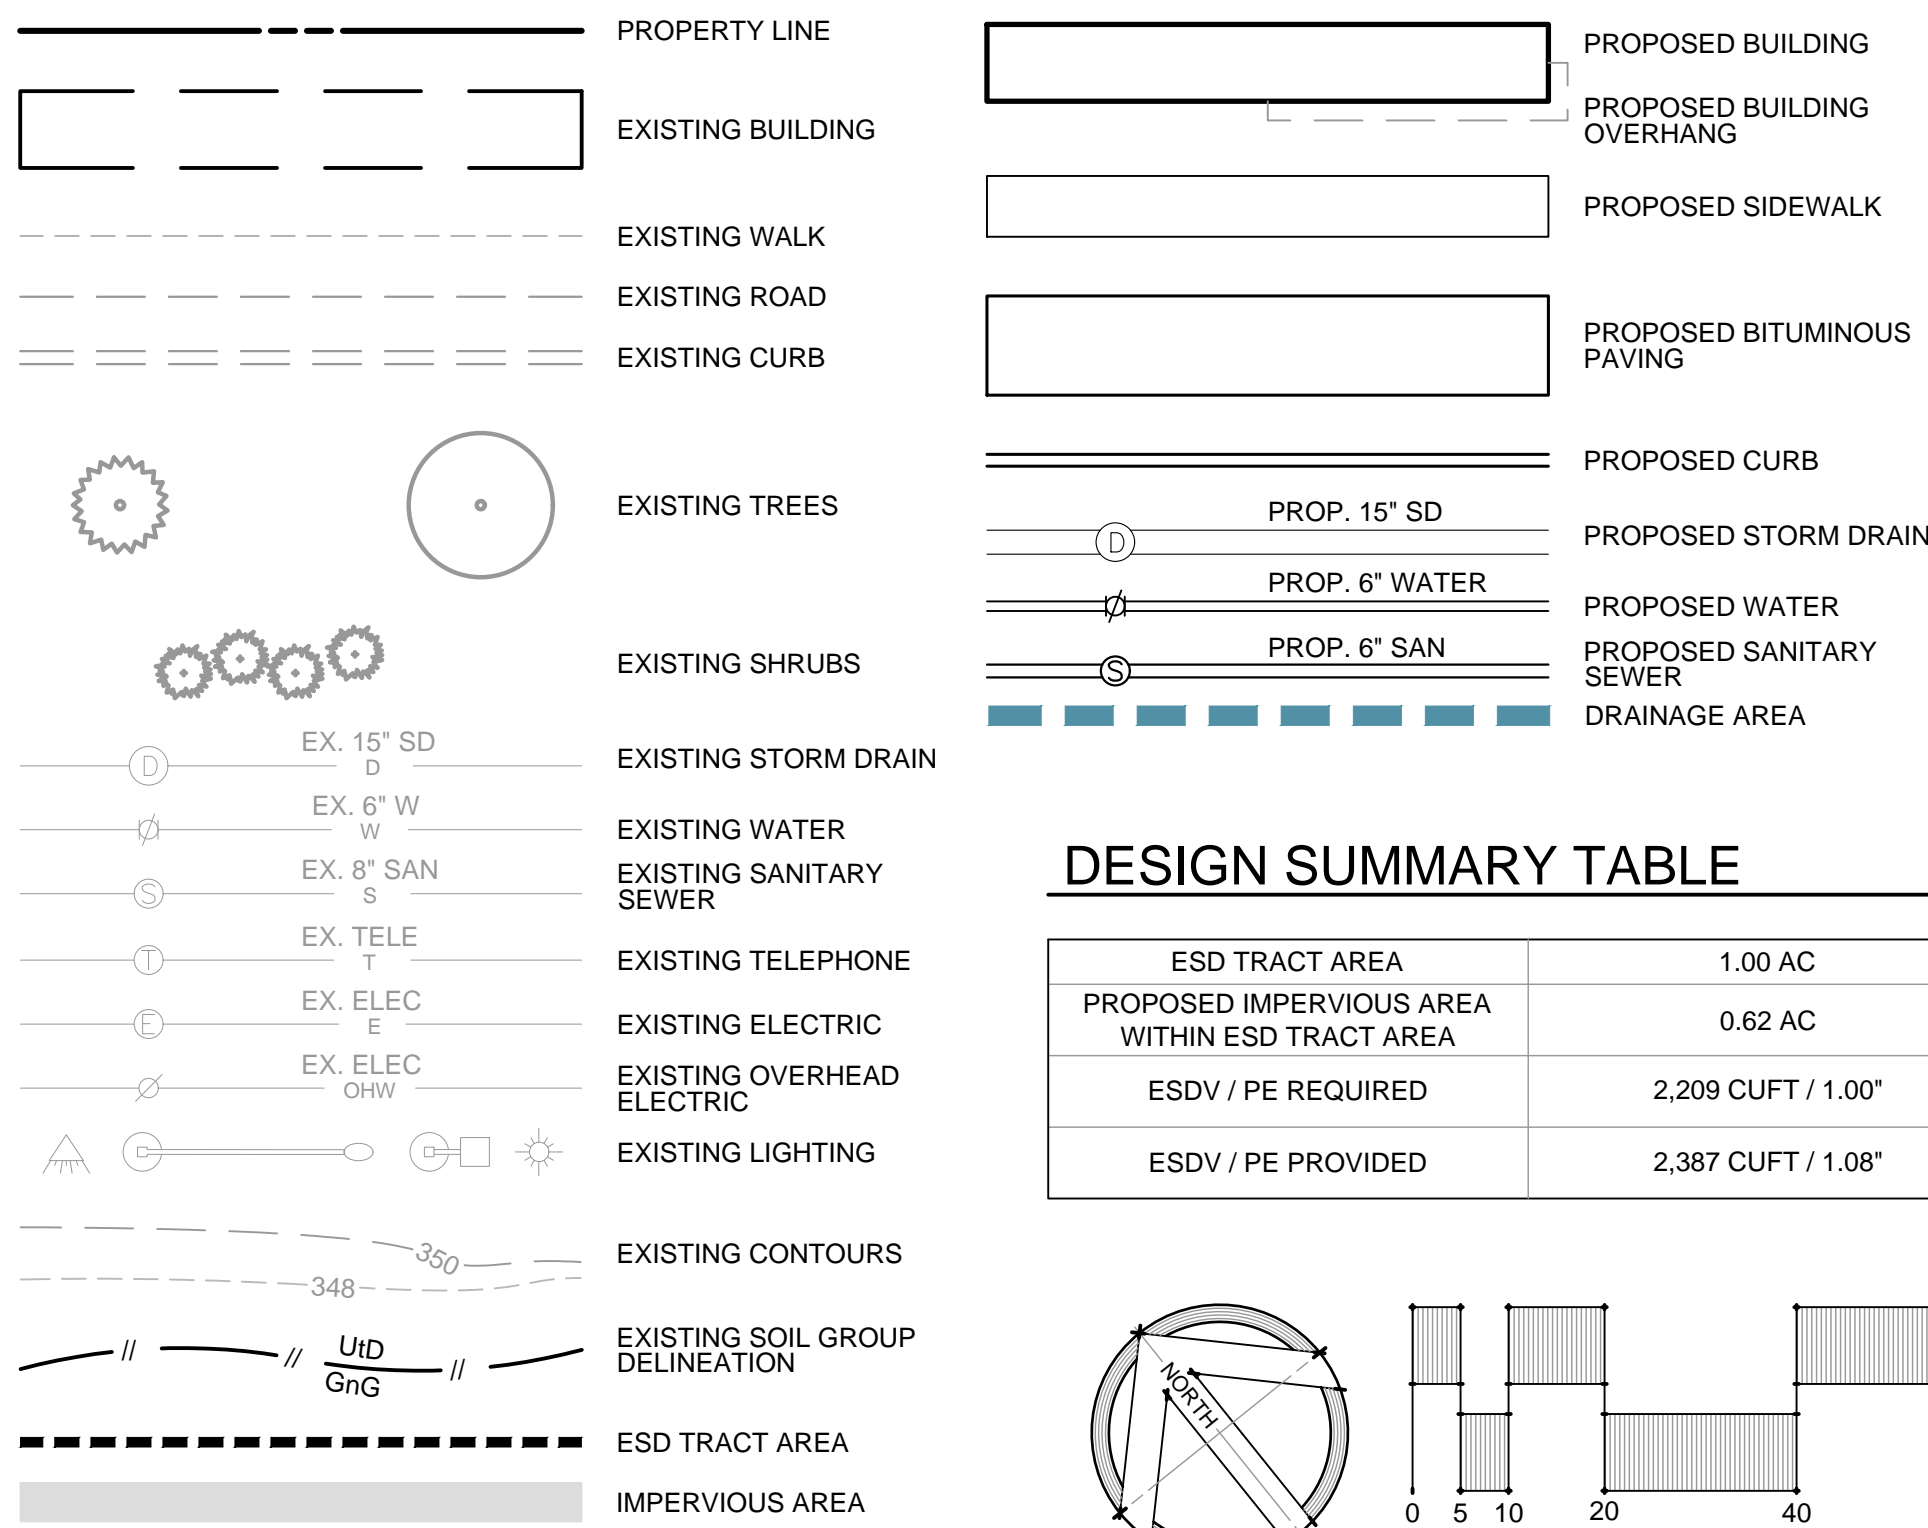 PROPERTY LINE
EXISTING BUILDING
EXISTING WALK
EXISTING ROAD
EXISTING CURB
EXISTING TREES
EXISTING SHRUBS
EX. 15" SD
D
D
EXISTING STORM DRAIN
EX. 6" W
W
EXISTING WATER
EX. 8" SAN
S
S
EXISTING SANITARY
SEWER
EX. TELE
T
T
EXISTING TELEPHONE
EX. ELEC
E
E
EXISTING ELECTRIC
EX. ELEC
OHW
EXISTING OVERHEAD
ELECTRIC
EXISTING LIGHTING
350
348
EXISTING CONTOURS
// // UtD //
GnG
EXISTING SOIL GROUP
DELINEATION
ESD TRACT AREA
IMPERVIOUS AREA
PROPOSED BUILDING
PROPOSED BUILDING
OVERHANG
PROPOSED SIDEWALK
PROPOSED BITUMINOUS
PAVING
PROPOSED CURB
PROP. 15" SD
D
PROPOSED STORM DRAIN
PROP. 6" WATER
PROPOSED WATER
PROP. 6" SAN
S
PROPOSED SANITARY
SEWER
DRAINAGE AREA
DESIGN SUMMARY TABLE
ESD TRACT AREA 1.00 AC
PROPOSED IMPERVIOUS AREA
WITHIN ESD TRACT AREA 0.62 AC
ESDV / PE REQUIRED 2,209 CUFT / 1.00"
ESDV / PE PROVIDED 2,387 CUFT / 1.08"
NORTH
0 5 10 20 40